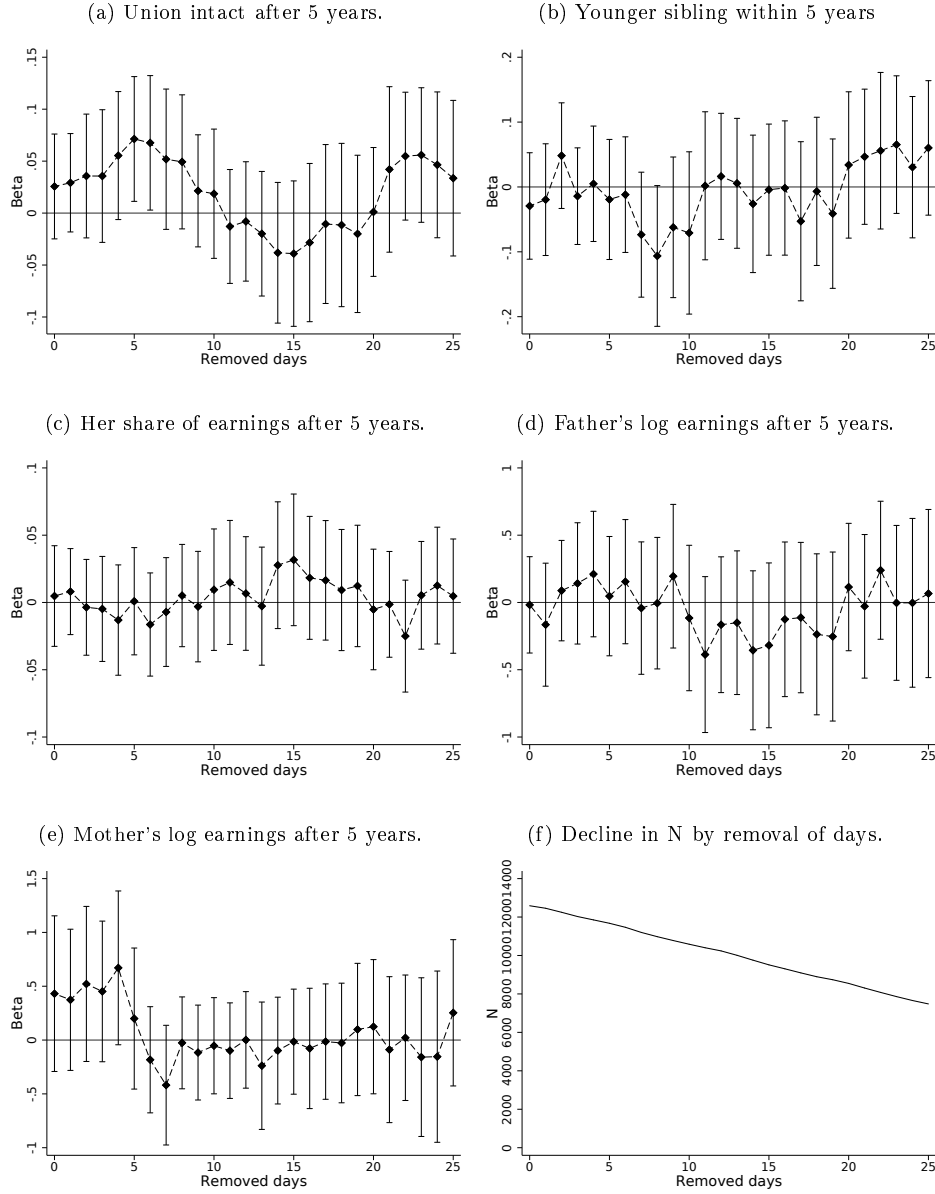 (a) Union intact after 5 years.
.15
.1
.05
0
-.05
-.1
Beta
0 5 10 15 20 25
Removed days
(b) Younger sibling within 5 years
.2
.1
0
-.1
-.2
Beta
0 5 10 15 20 25
Removed days
(c) Her share of earnings after 5 years.
.1
.05
0
-.05
-.1
Beta
0 5 10 15 20 25
Removed days
(d) Father's log earnings after 5 years.
1
.5
0
-.5
-1
Beta
0 5 10 15 20 25
Removed days
(e) Mother's log earnings after 5 years.
1.5
1
.5
0
-.5
-1
Beta
0 5 10 15 20 25
Removed days
(f) Decline in N by removal of days.
14000
12000
10000
8000
6000
4000
2000
0
N
0 5 10 15 20 25
Removed days